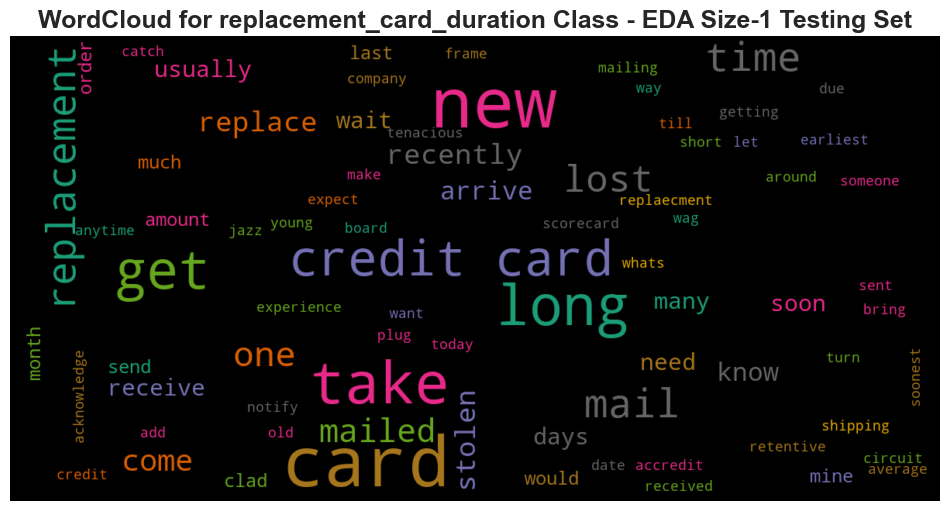 WordCloud for replacement_card_duration Class - EDA Size-1 Testing Set
replacement
order
catch
usually
last
frame
company
new
mailing
way
time
due
getting
replace
wait
tenacious
recently
till
short
let
earliest
much
make
arrive
lost
around
someone
expect
replaecment
wag
anytime
amount
jazz
young
board
scorecard
get
credit card
whats
experience
want
long
many
soon
sent
bring
month
plug
today
one
take
need
know
turn
soonest
acknowledge
send
receive
notify
stolen
mail
shipping
add
old
mailed
days
retentive
circuit
credit
come
clad
card
would
date
accredit
received
mine
average